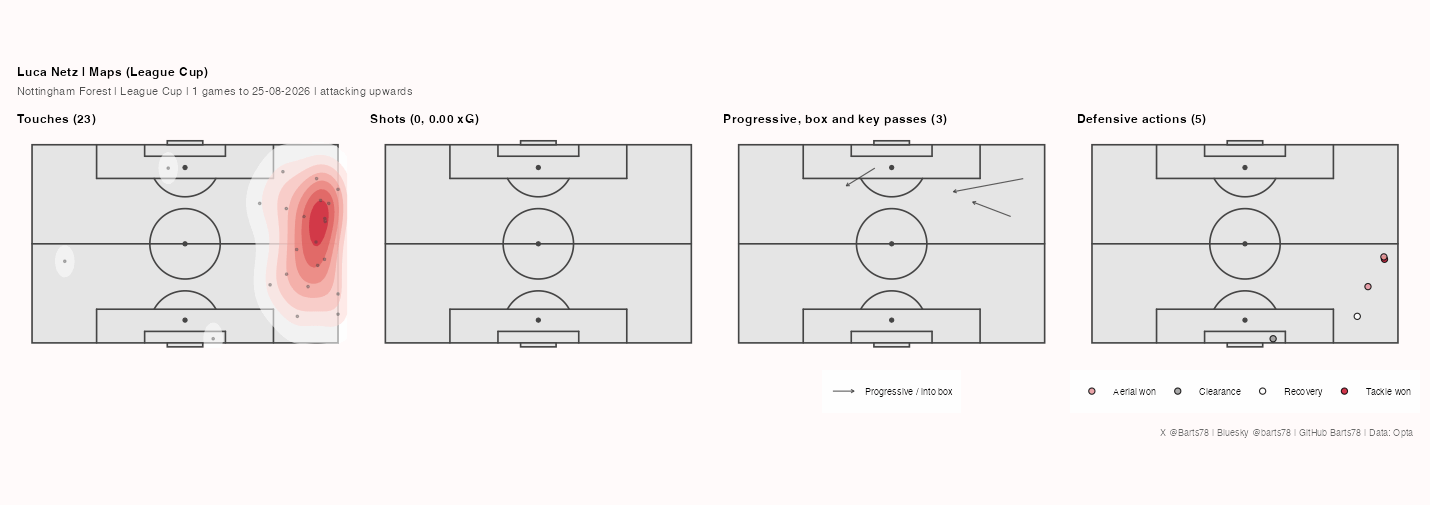 Luca Netz | Maps (League Cup)
Nottingham Forest | League Cup | 1 games to 25-08-2026 | attacking upwards
Touches (23)
Shots (0, 0.00 xG)
Progressive, box and key passes (3)
Defensive actions (5)
Progressive / into box
Aerial won
Clearance
Recovery
Tackle won
X @Barts78 | Bluesky @barts78 | GitHub Barts78 | Data: Opta